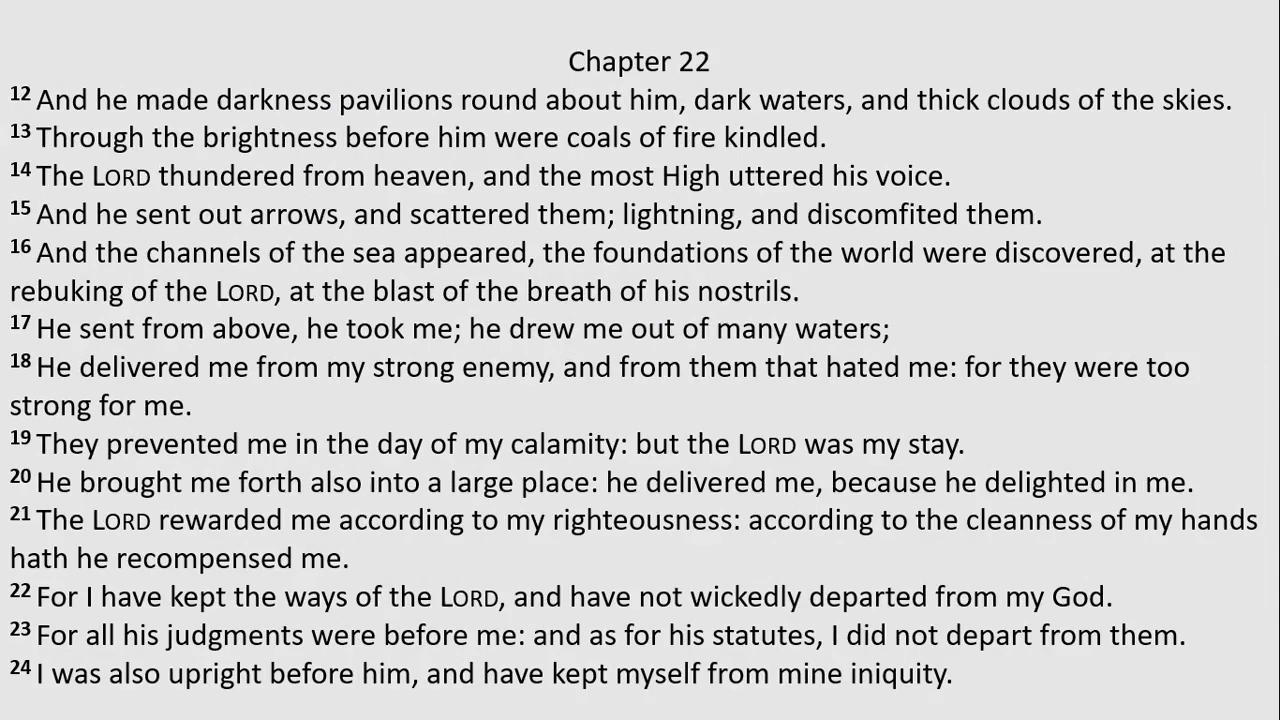 Chapter 22
12 And he made darkness pavilions round about him, dark waters, and thick clouds of the skies.
13 Through the brightness before him were coals of fire kindled.
14 The LORD thundered from heaven, and the most High uttered his voice.
15 And he sent out arrows, and scattered them; lightning, and discomfited them.
16 And the channels of the sea appeared, the foundations of the world were discovered, at the
rebuking of the LORD, at the blast of the breath of his nostrils.
17 He sent from above, he took me; he drew me out of many waters;
18 He delivered me from my strong enemy, and from them that hated me: for they were too
strong for me.
19 They prevented me in the day of my calamity: but the LORD was my stay.
20 He brought me forth also into a large place: he delivered me, because he delighted in me.
21 The LORD rewarded me according to my righteousness: according to the cleanness of my hands
hath he recompensed me.
22 For I have kept the ways of the LORD, and have not wickedly departed from my God.
23 For all his judgments were before me: and as for his statutes, I did not depart from them.
24 I was also upright before him, and have kept myself from mine iniquity.